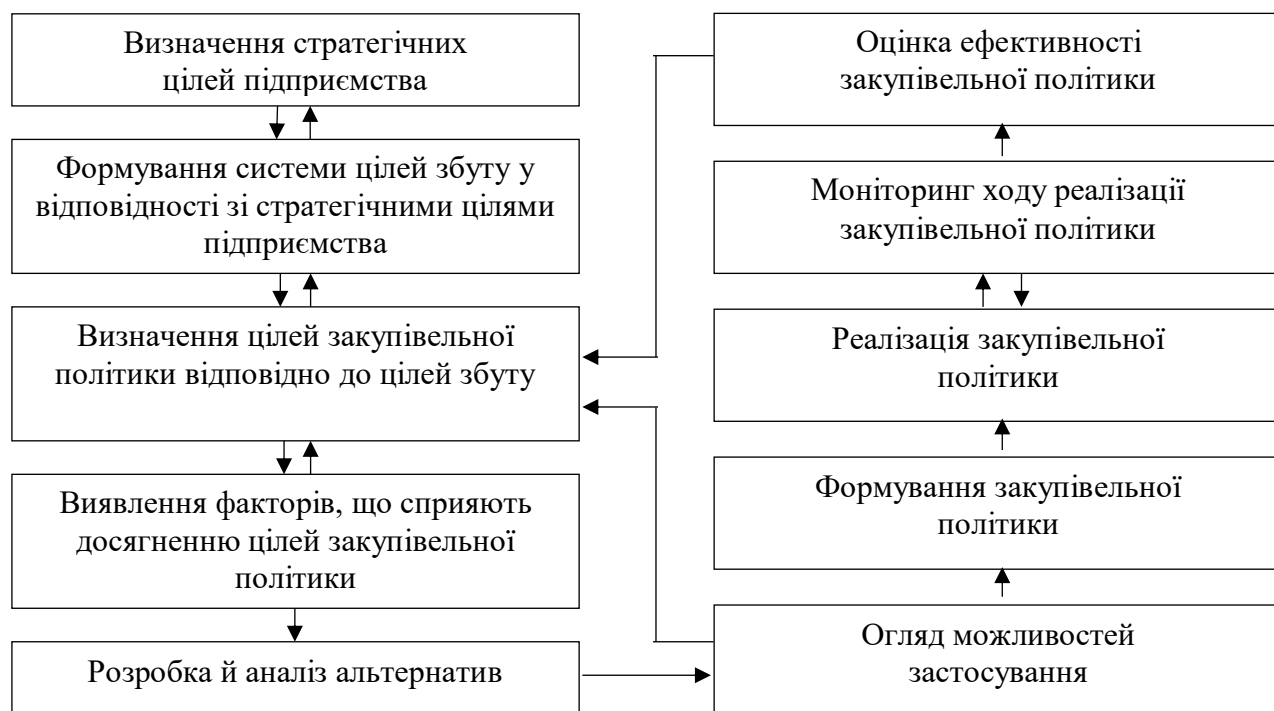 Визначення стратегічних
цілей підприємства
Формування системи цілей збуту у
відповідності зі стратегічними цілями
підприємства
Визначення цілей закупівельної
політики відповідно до цілей збуту
Виявлення факторів, що сприяють
досягненню цілей закупівельної
політики
Розробка й аналіз альтернатив
Оцінка ефективності
закупівельної політики
Моніторинг ходу реалізації
закупівельної політики
Реалізація закупівельної
політики
Формування закупівельної
політики
Огляд можливостей
застосування